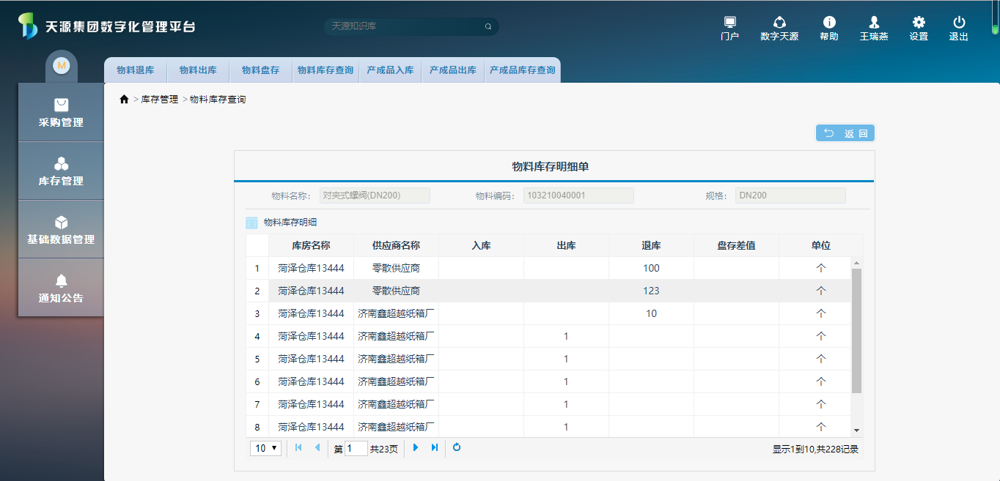 天源集团数字化管理平台
天源知识库
门户 数字天源 帮助 王瑞燕 设置 退出
M
物料退库 物料出库 物料盘存 物料库存查询 产成品入库 产成品出库 产成品库存查询
采购管理
库存管理
基础数据管理
通知公告
> 库存管理 > 物料库存查询
返 回
物料库存明细单
物料名称: 对夹式螺阀(DN200) 物料编码: 103210040001 规格: DN200
物料库存明细
库房名称 供应商名称 入库 出库 退库 盘存差值 单位
1 菏泽仓库13444 零散供应商 100 个
2 菏泽仓库13444 零散供应商 123 个
3 菏泽仓库13444 济南鑫超越纸箱厂 10 个
4 菏泽仓库13444 济南鑫超越纸箱厂 1 个
5 菏泽仓库13444 济南鑫超越纸箱厂 1 个
6 菏泽仓库13444 济南鑫超越纸箱厂 1 个
7 菏泽仓库13444 济南鑫超越纸箱厂 1 个
8 菏泽仓库13444 济南鑫超越纸箱厂 1 个
10 第 1 共23页 显示1到10,共228记录